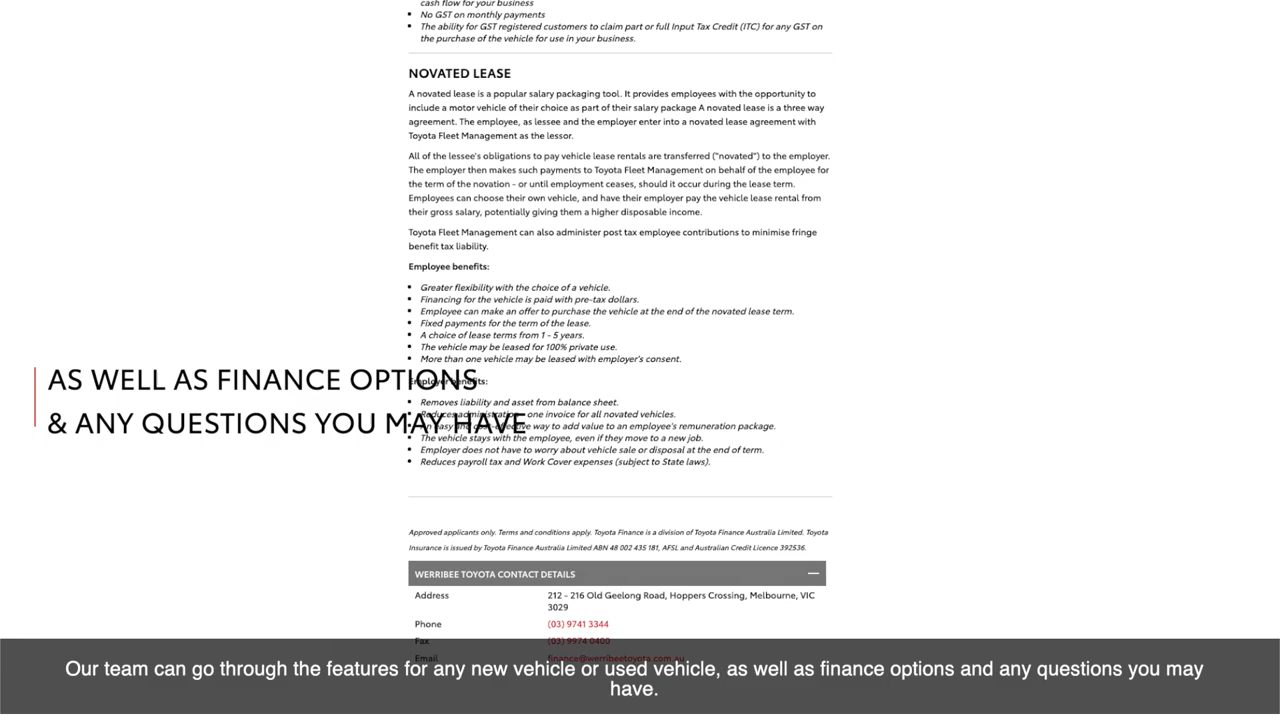 cash flow for your business
No GST on monthly payments
The ability for GST registered customers to claim part or full Input Tax Credit (ITC) for any GST on
the purchase of the vehicle for use in your business.
NOVATED LEASE
A novated lease is a popular salary packaging tool. It provides employees with the opportunity to
include a motor vehicle of their choice as part of their salary package A novated lease is a three way
agreement. The employee, as lessee and the employer enter into a novated lease agreement with
Toyota Fleet Management as the lessor.
All of the lessee's obligations to pay vehicle lease rentals are transferred ("novated") to the employer.
The employer then makes such payments to Toyota Fleet Management on behalf of the employee for
the term of the novation - or until employment ceases, should it occur during the lease term.
Employees can choose their own vehicle, and have their employer pay the vehicle lease rental from
their gross salary, potentially giving them a higher disposable income.
Toyota Fleet Management can also administer post tax employee contributions to minimise fringe
benefit tax liability.
Employee benefits:
Greater flexibility with the choice of a vehicle.
Financing for the vehicle is paid with pre-tax dollars.
Employee can make an offer to purchase the vehicle at the end of the novated lease term.
Fixed payments for the term of the lease.
A choice of lease terms from 1 - 5 years.
The vehicle may be leased for 100% private use.
More than one vehicle may be leased with employer's consent.
AS WELL AS FINANCE OPTIONS
& ANY QUESTIONS YOU MAY HAVE
Employer benefits:
Removes liability and asset from balance sheet.
Reduces administration - one invoice for all novated vehicles.
An easy and cost-effective way to add value to an employee's remuneration package.
The vehicle stays with the employee, even if they move to a new job.
Employer does not have to worry about vehicle sale or disposal at the end of term.
Reduces payroll tax and Work Cover expenses (subject to State laws).
Approved applicants only. Terms and conditions apply. Toyota Finance is a division of Toyota Finance Australia Limited. Toyota
Insurance is issued by Toyota Finance Australia Limited ABN 48 002 435 181, AFSL and Australian Credit Licence 392536.
WERRIBEE TOYOTA CONTACT DETAILS
Address 212 - 216 Old Geelong Road, Hoppers Crossing, Melbourne, VIC
3029
Phone (03) 9741 3344
Fax (03) 9974 0400
Email finance@werribeetoyota.com.au
Our team can go through the features for any new vehicle or used vehicle, as well as finance options and any questions you may
have.